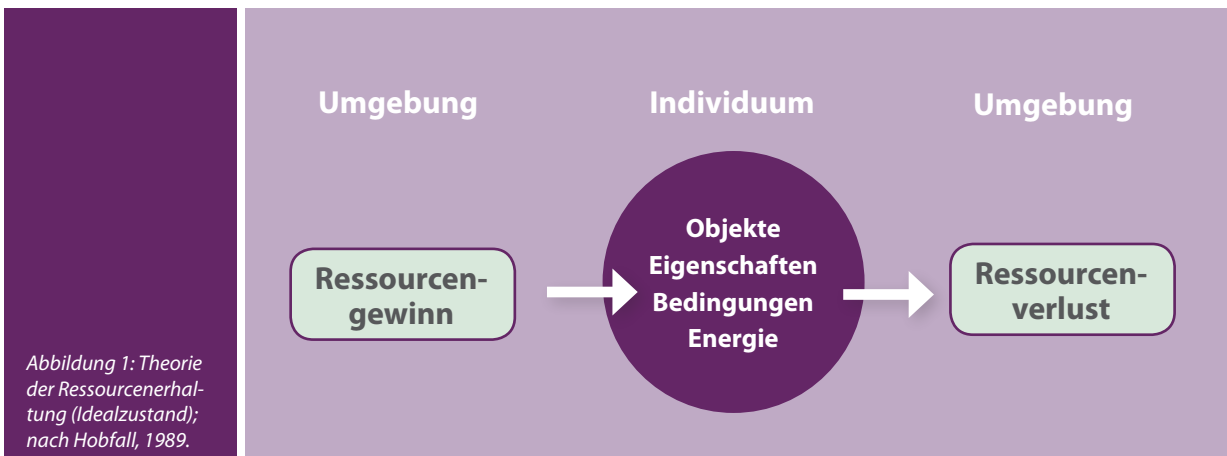 Umgebung
Individuum
Umgebung
Ressourcen-
gewinn
Objekte
Eigenschaften
Bedingungen
Energie
Ressourcen-
verlust
Abbildung 1: Theorie
der Ressourcenerhal-
tung (Idealzustand);
nach Hobfall, 1989.